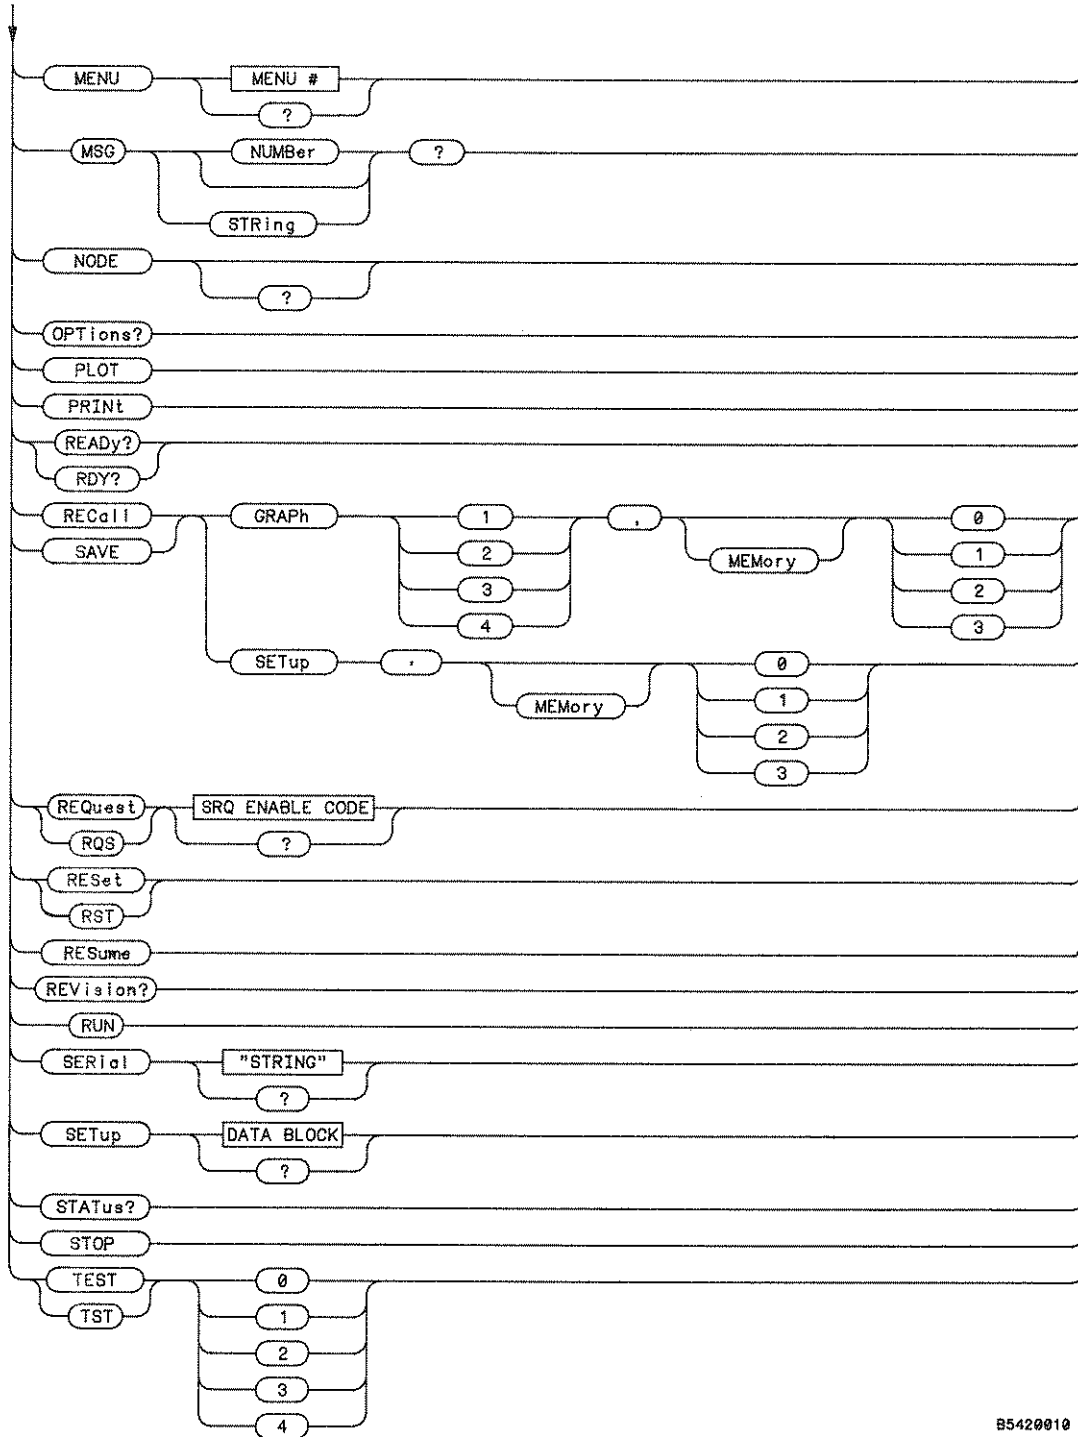 MENU MENU #
?
MSG NUMBer ?
STRing
NODE
?
OPTions?
PLOT
PRINt
READy?
RDY?
RECall GRAPh 1 , 0
SAVE 2 MEMory 1
3 2
4 3
SETup , 0
MEMory 1
2
3
REQuest SRQ ENABLE CODE
RQS ?
RESet
RST
RESume
REVision?
RUN
SERial "STRING"
?
SETup DATA BLOCK
?
STATus?
STOP
TEST 0
TST 1
2
3
4
B5420010